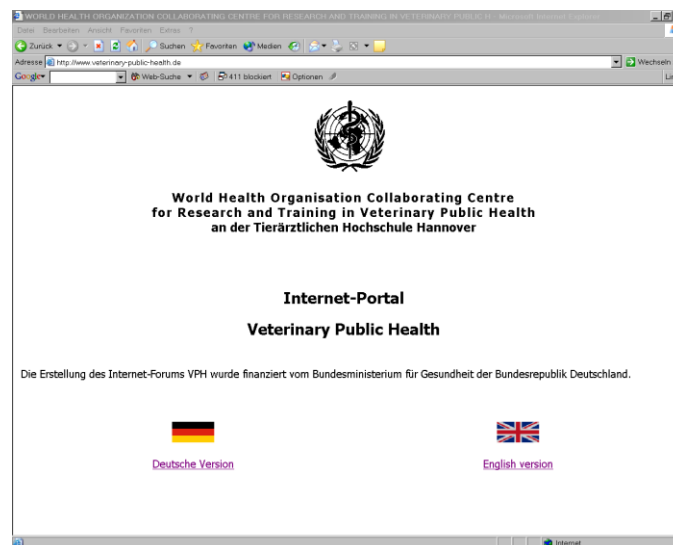 WORLD HEALTH ORGANIZATION COLLABORATING CENTRE FOR RESEARCH AND TRAINING IN VETERINARY PUBLIC H - Microsoft Internet Explorer
Datei Bearbeiten Ansicht Favoriten Extras ?
Zurück Suchen Favoriten Medien
Adresse http://www.veterinary-public-health.de Wechseln
Google Web-Suche 411 blockiert Optionen
World Health Organisation Collaborating Centre
for Research and Training in Veterinary Public Health
an der Tierärztlichen Hochschule Hannover
Internet-Portal
Veterinary Public Health
Die Erstellung des Internet-Forums VPH wurde finanziert vom Bundesministerium für Gesundheit der Bundesrepublik Deutschland.
Deutsche Version English version
Internet